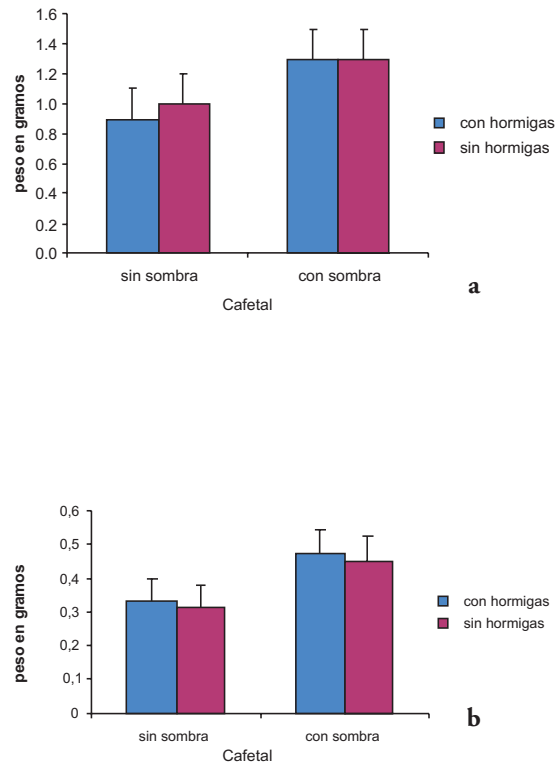 1.6
1.4
1.2
1.0
0.8
0.6
0.4
0.2
0.0
peso en gramos
con hormigas
sin hormigas
sin sombra con sombra
Cafetal
a
0,6
0,5
0,4
0,3
0,2
0,1
0
peso en gramos
con hormigas
sin hormigas
sin sombra con sombra
Cafetal
b